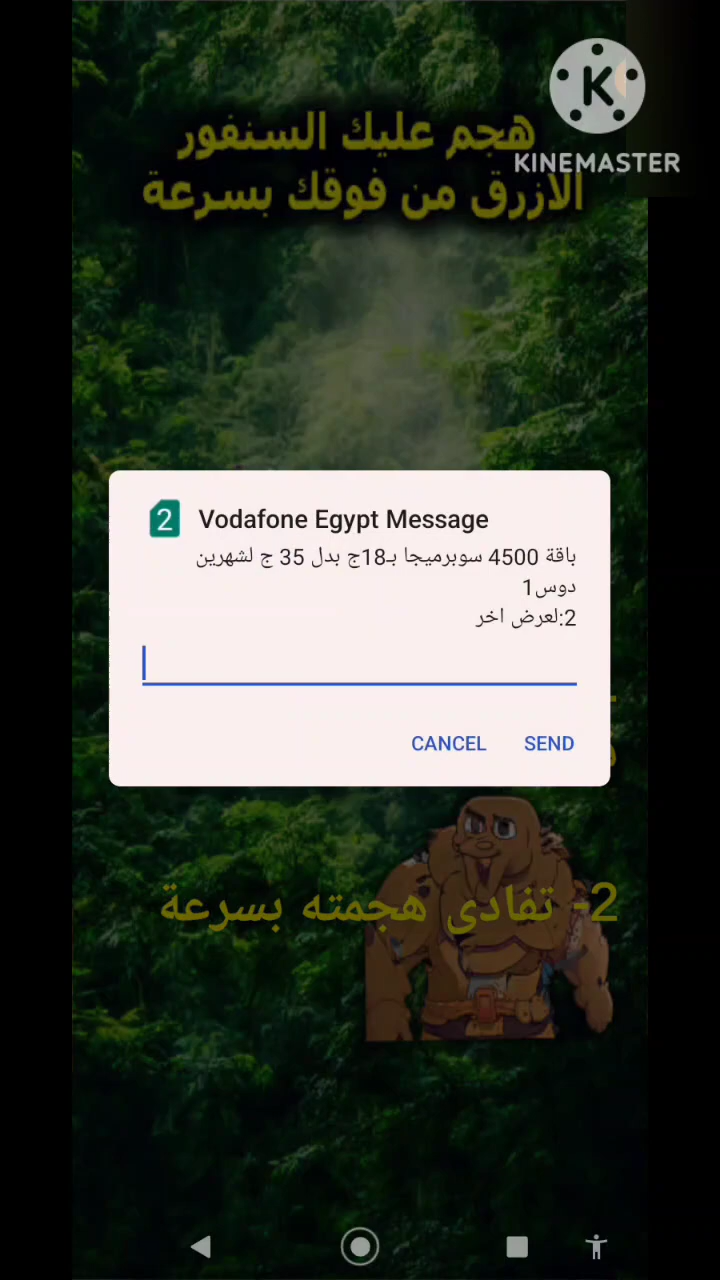 هجم عليك السنفور
KINEMASTER
الازرق من فوقك بسرعة
2 Vodafone Egypt Message
باقة 4500 سوبرميجا بـ18ج بدل 35 ج لشهرين
دوس1
2:لعرض اخر
CANCEL SEND
2- تفادى هجمته بسرعة